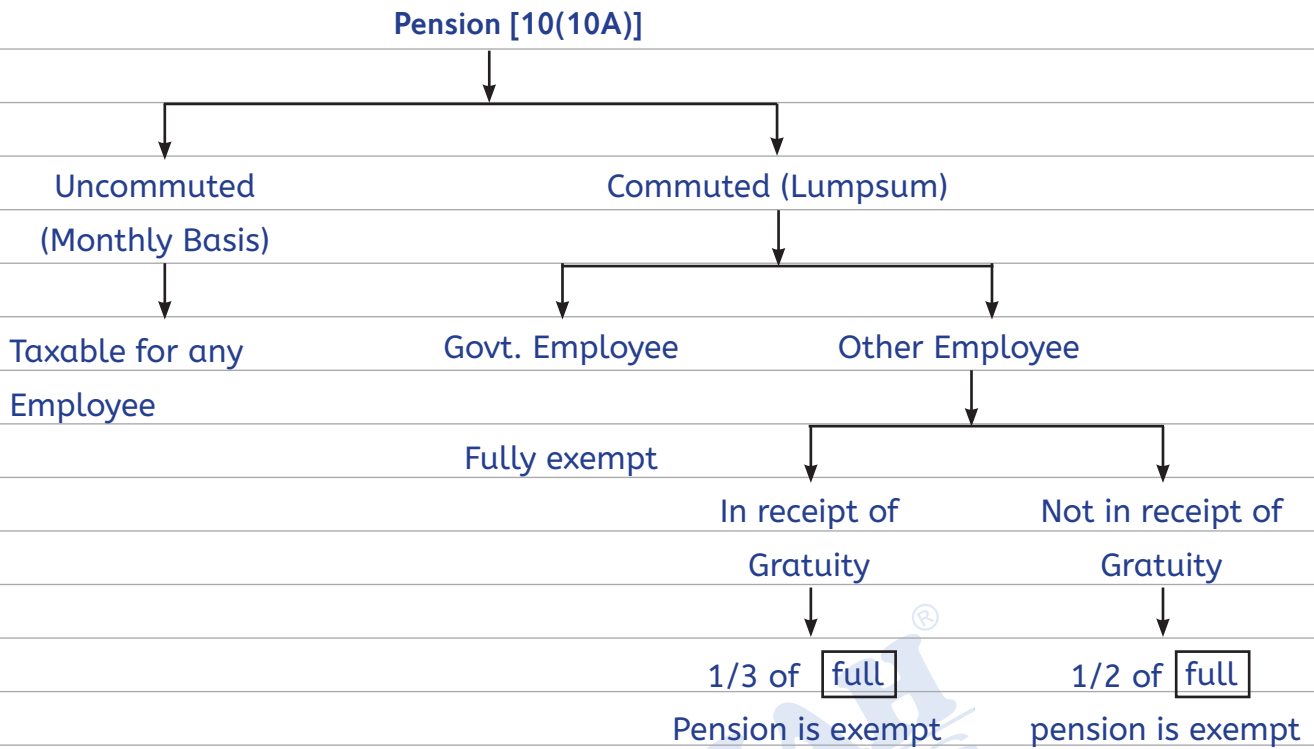 Pension [10(10A)]
Uncommuted
(Monthly Basis)
Commuted (Lumpsum)
Taxable for any
Employee
Govt. Employee
Other Employee
Fully exempt
In receipt of
Gratuity
Not in receipt of
Gratuity
1/3 of full
Pension is exempt
1/2 of full
pension is exempt